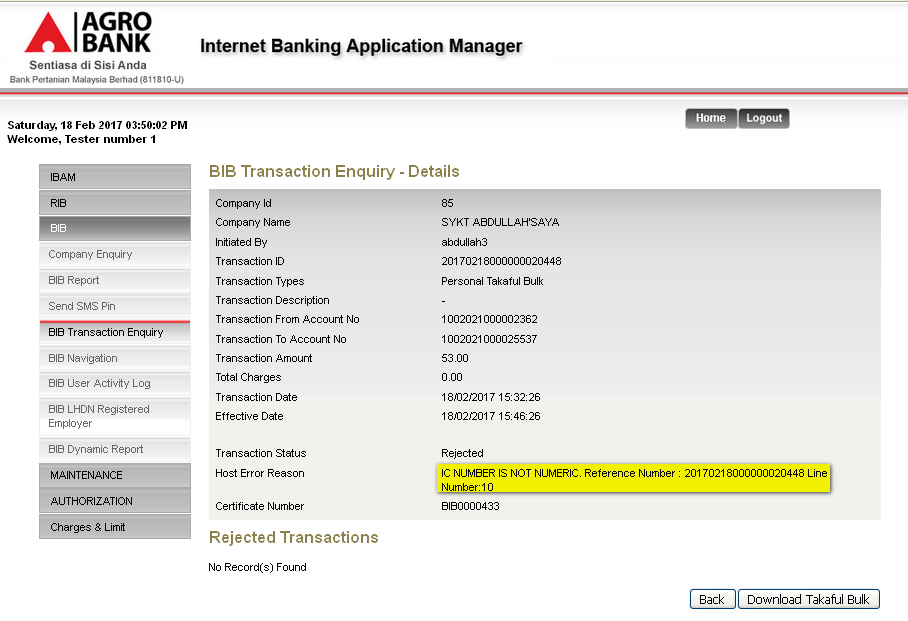 AGRO
BANK
Sentiasa di Sisi Anda
Bank Pertanian Malaysia Berhad (811810-U)
Internet Banking Application Manager
Saturday, 18 Feb 2017 03:50:02 PM
Welcome, Tester number 1
Home Logout
IBAM
RIB
BIB
Company Enquiry
BIB Report
Send SMS Pin
BIB Transaction Enquiry
BIB Navigation
BIB User Activity Log
BIB LHDN Registered
Employer
BIB Dynamic Report
MAINTENANCE
AUTHORIZATION
Charges & Limit
BIB Transaction Enquiry - Details
Company Id 85
Company Name SYKT ABDULLAH'SAYA
Initiated By abdullah3
Transaction ID 20170218000000020448
Transaction Types Personal Takaful Bulk
Transaction Description -
Transaction From Account No 1002021000002362
Transaction To Account No 1002021000025537
Transaction Amount 53.00
Total Charges 0.00
Transaction Date 18/02/2017 15:32:26
Effective Date 18/02/2017 15:46:26
Transaction Status Rejected
Host Error Reason IC NUMBER IS NOT NUMERIC. Reference Number : 20170218000000020448 Line
Number:10
Certificate Number BIB0000433
Rejected Transactions
No Record(s) Found
Back Download Takaful Bulk